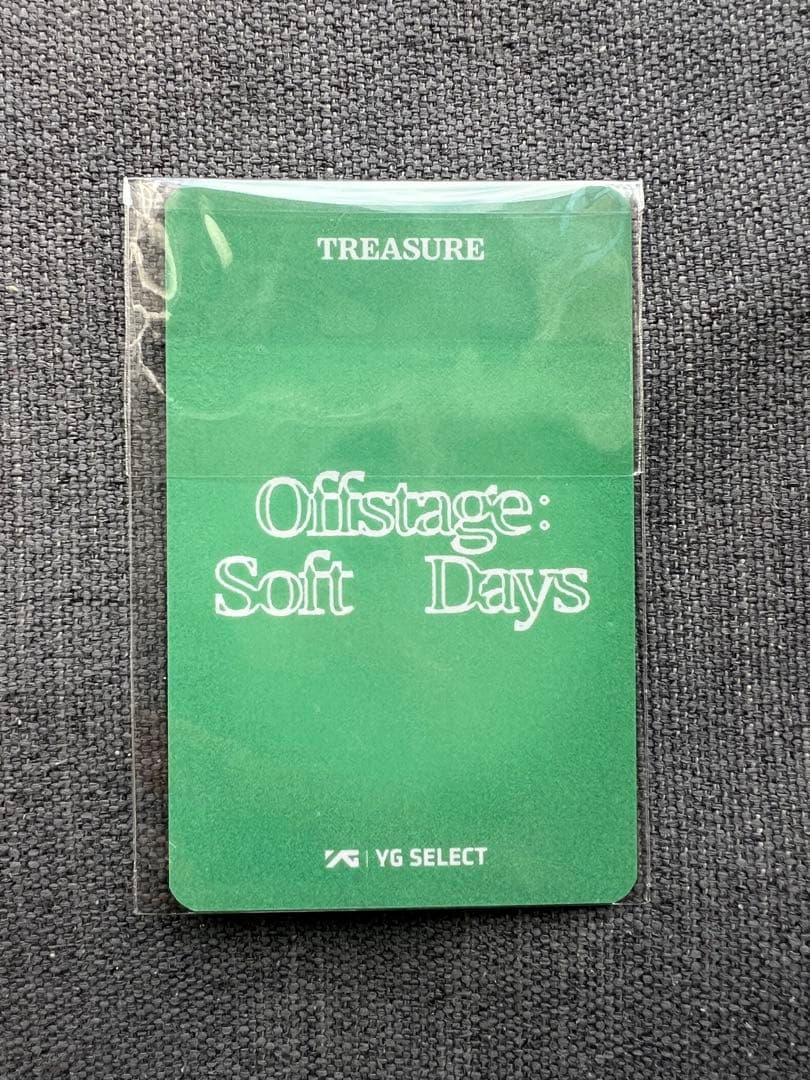 TREASURE
Offstage:
Soft Days
YG | YG SELECT